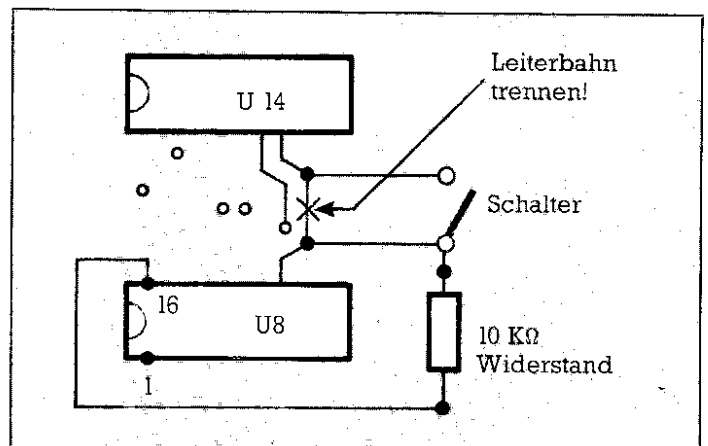 Leiterbahn
trennen!
U 14
Schalter
16
U8
1
10 KΩ
Widerstand